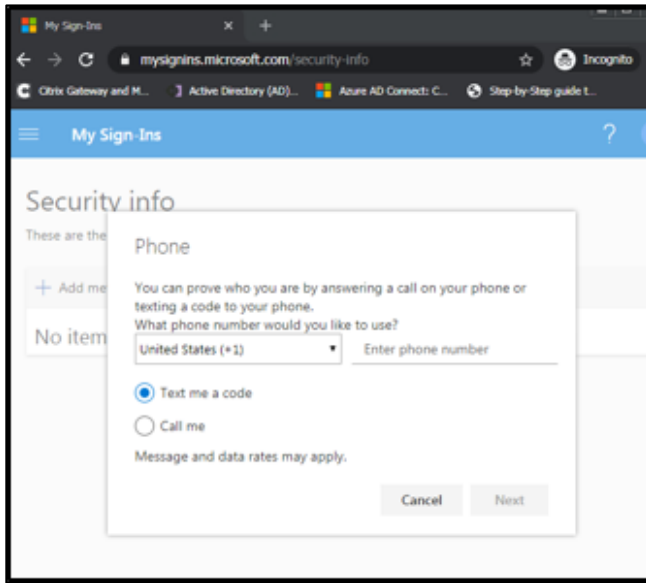 My Sign-Ins
mysignins.microsoft.com/security-info
Incognito
Citrix Gateway and M...
Active Directory (AD)...
Azure AD Connect: C...
Step-by-Step guide t...
My Sign-Ins
?
Security info
These are the
+ Add me
No item
Phone
You can prove who you are by answering a call on your phone or
texting a code to your phone.
What phone number would you like to use?
United States (+1)
Enter phone number
Text me a code
Call me
Message and data rates may apply.
Cancel
Next